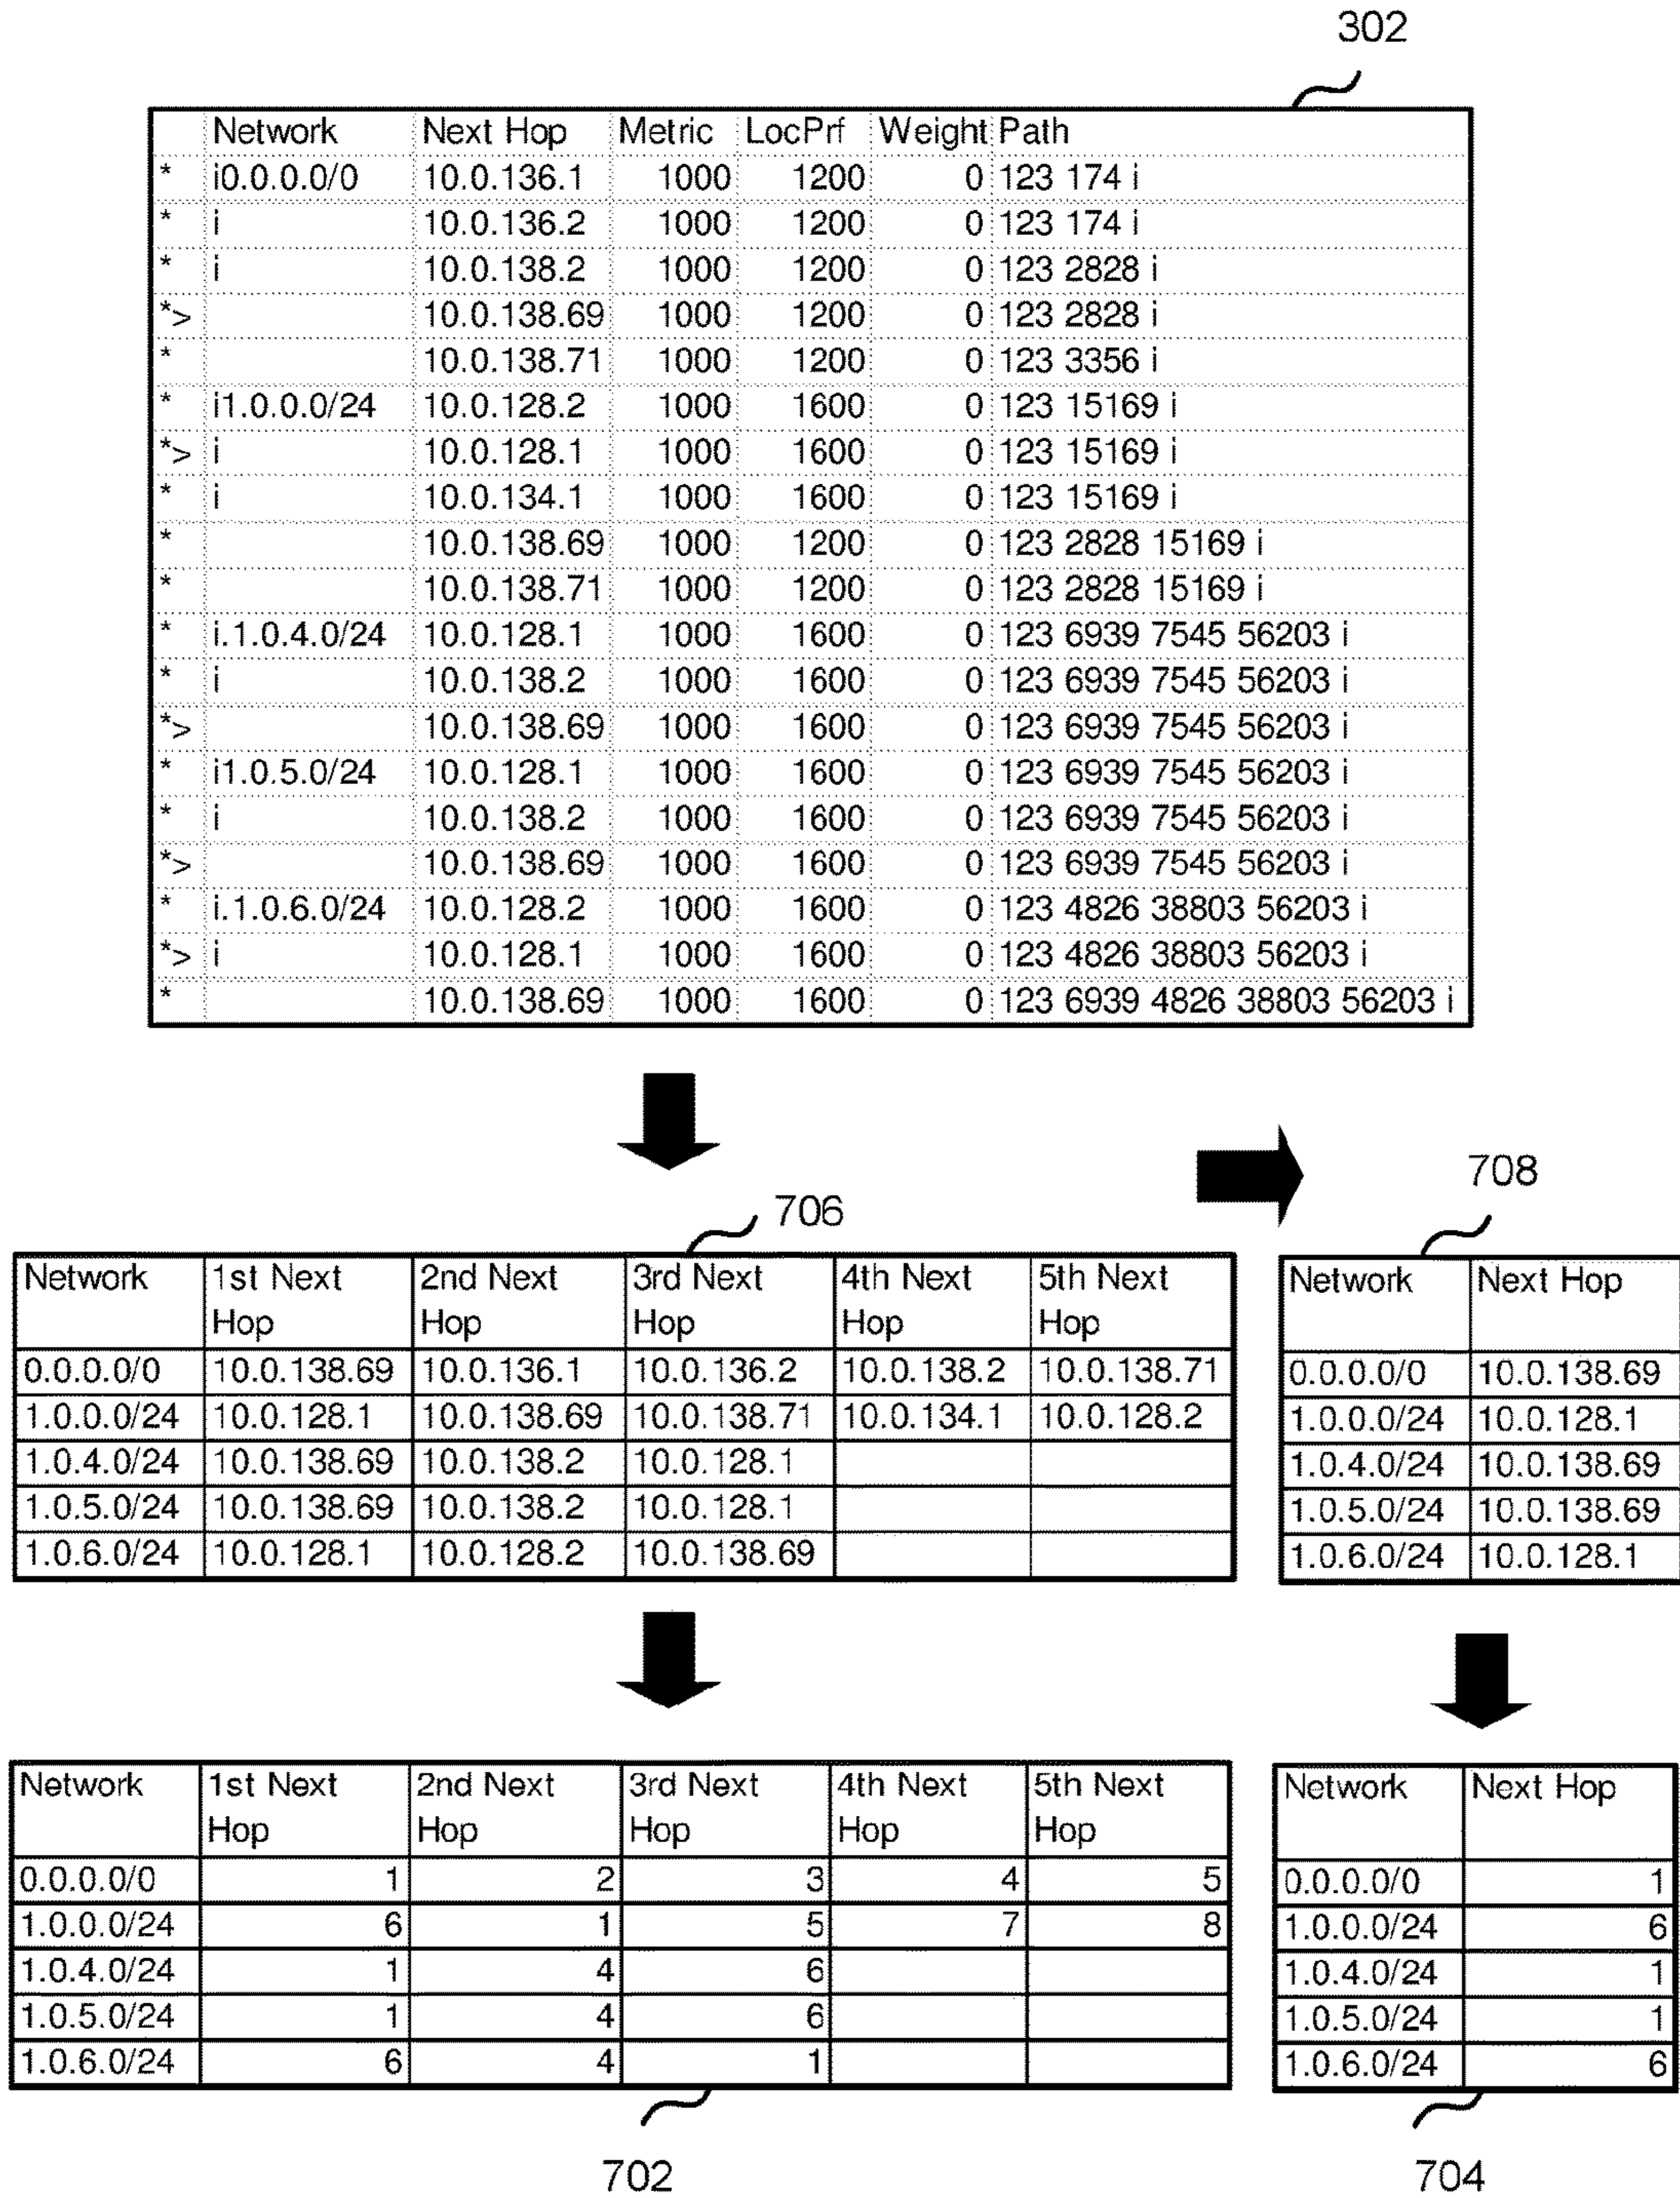 302
Network Next Hop Metric LocPrf Weight Path
* i0.0.0.0/0 10.0.136.1 1000 1200 0 123 174 i
* i 10.0.136.2 1000 1200 0 123 174 i
* i 10.0.138.2 1000 1200 0 123 2828 i
*> 10.0.138.69 1000 1200 0 123 2828 i
* 10.0.138.71 1000 1200 0 123 3356 i
* i1.0.0.0/24 10.0.128.2 1000 1600 0 123 15169 i
*> i 10.0.128.1 1000 1600 0 123 15169 i
* i 10.0.134.1 1000 1600 0 123 15169 i
* 10.0.138.69 1000 1200 0 123 2828 15169 i
* 10.0.138.71 1000 1200 0 123 2828 15169 i
* i.1.0.4.0/24 10.0.128.1 1000 1600 0 123 6939 7545 56203 i
* i 10.0.138.2 1000 1600 0 123 6939 7545 56203 i
*> 10.0.138.69 1000 1600 0 123 6939 7545 56203 i
* i1.0.5.0/24 10.0.128.1 1000 1600 0 123 6939 7545 56203 i
* i 10.0.138.2 1000 1600 0 123 6939 7545 56203 i
*> 10.0.138.69 1000 1600 0 123 6939 7545 56203 i
* i.1.0.6.0/24 10.0.128.2 1000 1600 0 123 4826 38803 56203 i
*> i 10.0.128.1 1000 1600 0 123 4826 38803 56203 i
* 10.0.138.69 1000 1600 0 123 6939 4826 38803 56203 i
706
Network 1st Next Hop 2nd Next Hop 3rd Next Hop 4th Next Hop 5th Next Hop
0.0.0.0/0 10.0.138.69 10.0.136.1 10.0.136.2 10.0.138.2 10.0.138.71
1.0.0.0/24 10.0.128.1 10.0.138.69 10.0.138.71 10.0.134.1 10.0.128.2
1.0.4.0/24 10.0.138.69 10.0.138.2 10.0.128.1
1.0.5.0/24 10.0.138.69 10.0.138.2 10.0.128.1
1.0.6.0/24 10.0.128.1 10.0.128.2 10.0.138.69
708
Network Next Hop
0.0.0.0/0 10.0.138.69
1.0.0.0/24 10.0.128.1
1.0.4.0/24 10.0.138.69
1.0.5.0/24 10.0.138.69
1.0.6.0/24 10.0.128.1
Network 1st Next Hop 2nd Next Hop 3rd Next Hop 4th Next Hop 5th Next Hop
0.0.0.0/0 1 2 3 4 5
1.0.0.0/24 6 1 5 7 8
1.0.4.0/24 1 4 6
1.0.5.0/24 1 4 6
1.0.6.0/24 6 4 1
702
Network Next Hop
0.0.0.0/0 1
1.0.0.0/24 6
1.0.4.0/24 1
1.0.5.0/24 1
1.0.6.0/24 6
704